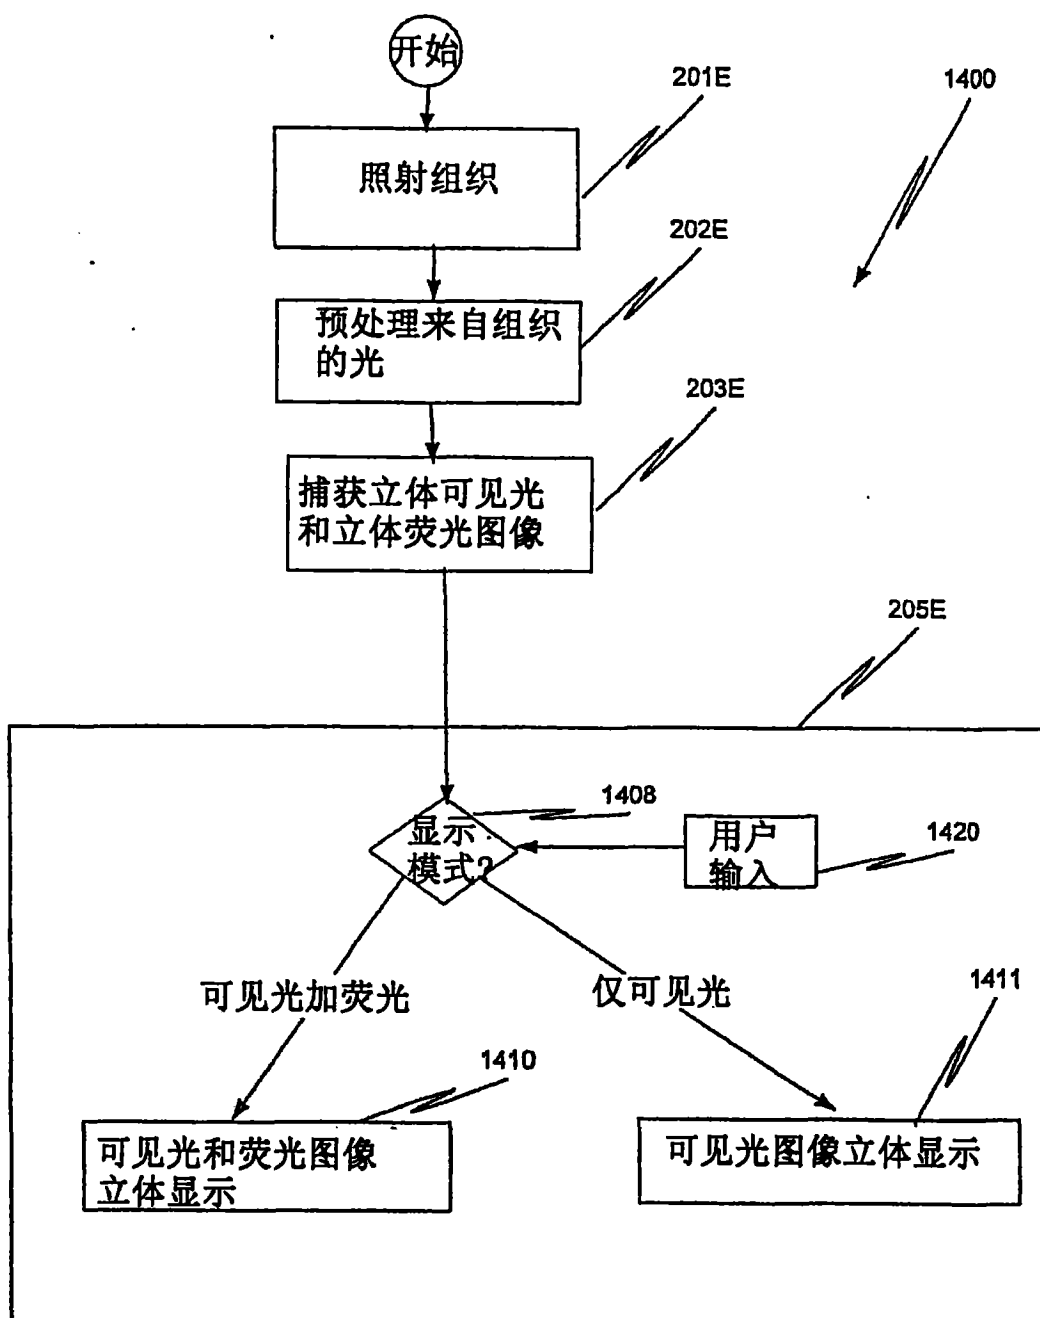 开始
201E
1400
照射组织
202E
预处理来自组织
的光
203E
捕获立体可见光
和立体荧光图像
205E
1408
显示
模式?
用户
输入
1420
可见光加荧光
仅可见光
1411
1410
可见光和荧光图像
立体显示
可见光图像立体显示